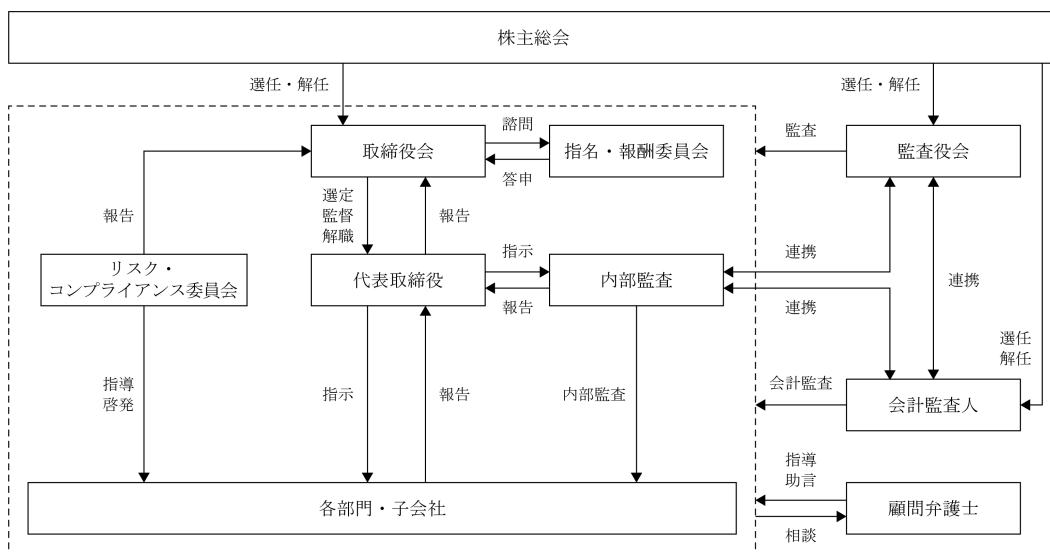 株主総会
選任・解任
選任・解任
諮問
取締役会
指名・報酬委員会
監査
監査役会
答申
選定
監督
解職
報告
報告
リスク・
コンプライアンス委員会
代表取締役
指示
内部監査
報告
連携
連携
連携
選任
解任
指導
啓発
指示
報告
内部監査
会計監査
会計監査人
各部門・子会社
指導
助言
顧問弁護士
相談